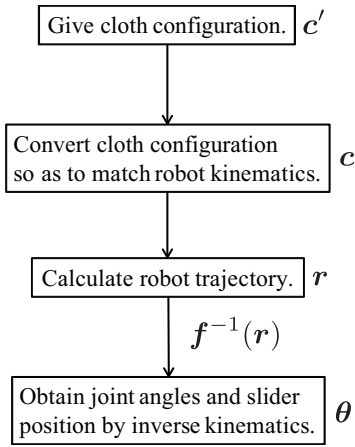 Give cloth configuration. c′
Convert cloth configuration
so as to match robot kinematics. c
Calculate robot trajectory. r
f⁻¹(r)
Obtain joint angles and slider
position by inverse kinematics. θ